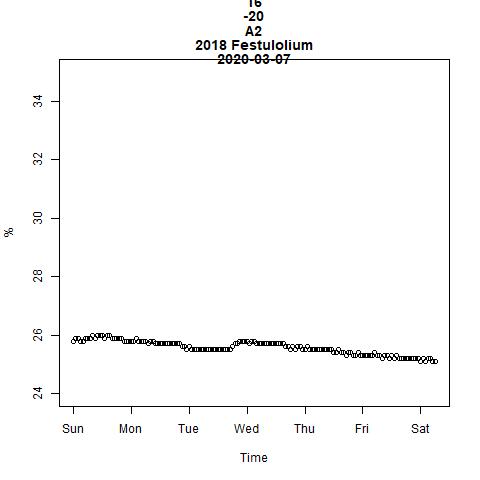 16
-20
A2
2018 Festulolium
2020-03-07
34
32
30
28
26
24
%
Sun Mon Tue Wed Thu Fri Sat
Time